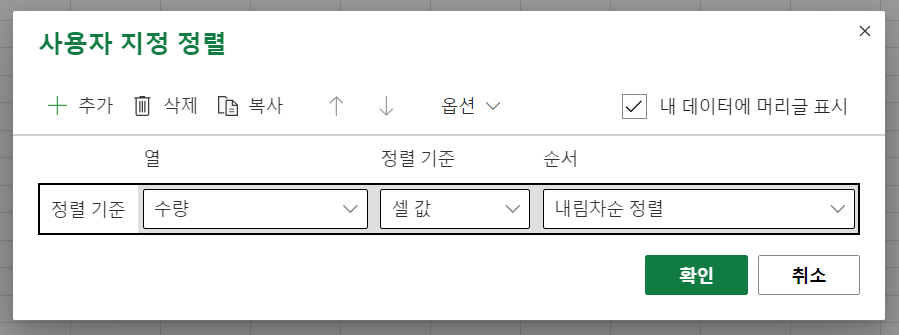 사용자 지정 정렬
추가 삭제 복사 옵션 내 데이터에 머리글 표시
열 정렬 기준 순서
정렬 기준 수량 셀 값 내림차순 정렬
확인 취소